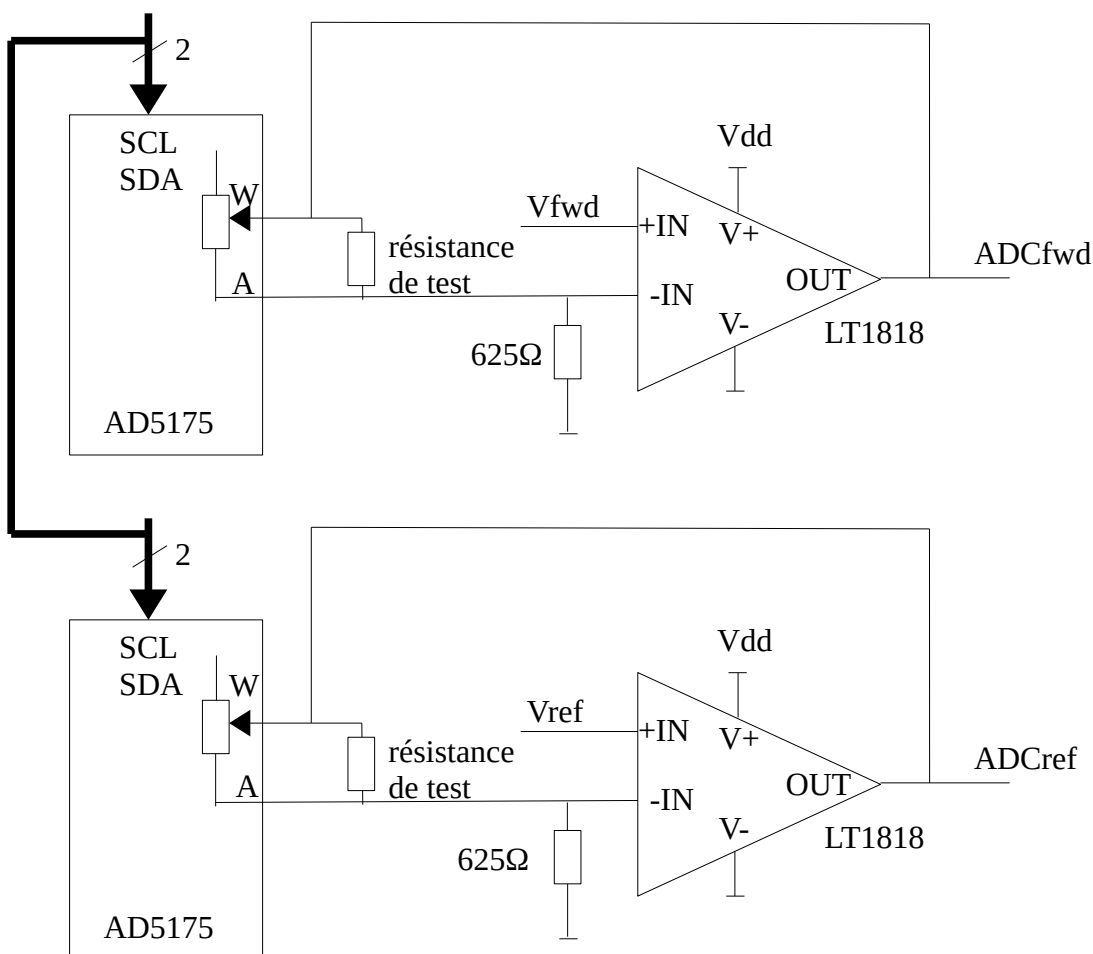 2
SCL
SDA
W
A
AD5175
résistance
de test
625Ω
Vfwd
+IN
-IN
Vdd
V+
OUT
V-
LT1818
ADCfwd
2
SCL
SDA
W
A
AD5175
résistance
de test
625Ω
Vref
+IN
-IN
Vdd
V+
OUT
V-
LT1818
ADCref